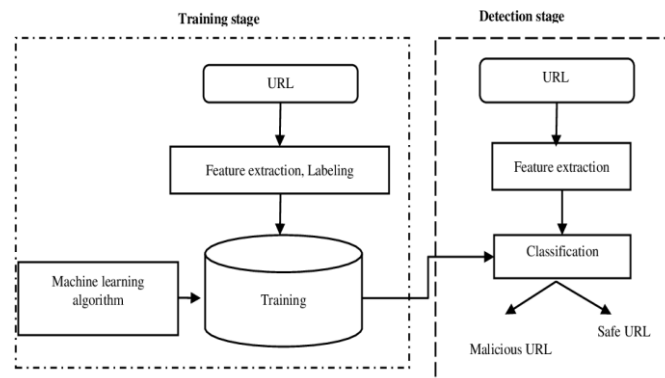 Training stage
URL
Feature extraction, Labeling
Machine learning
algorithm
Training
Detection stage
URL
Feature extraction
Classification
Malicious URL
Safe URL